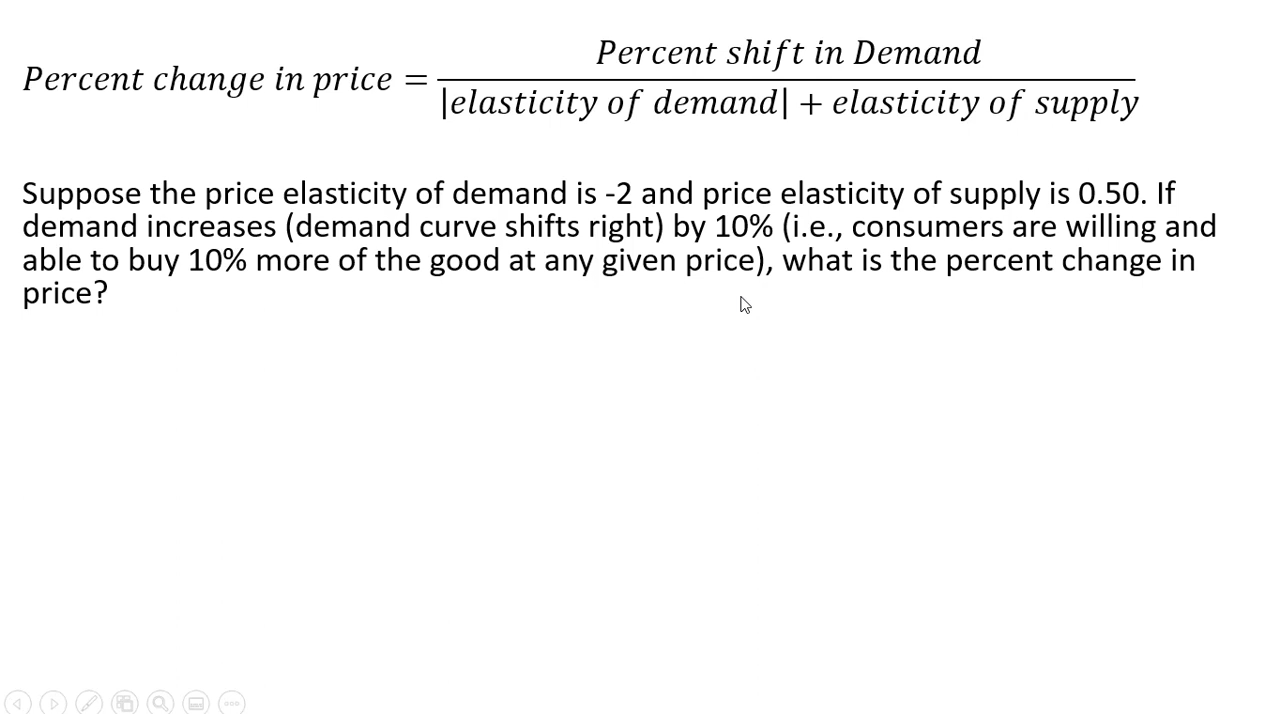 Percent change in price = Percent shift in Demand / |elasticity of demand| + elasticity of supply
Suppose the price elasticity of demand is -2 and price elasticity of supply is 0.50. If
demand increases (demand curve shifts right) by 10% (i.e., consumers are willing and
able to buy 10% more of the good at any given price), what is the percent change in
price?